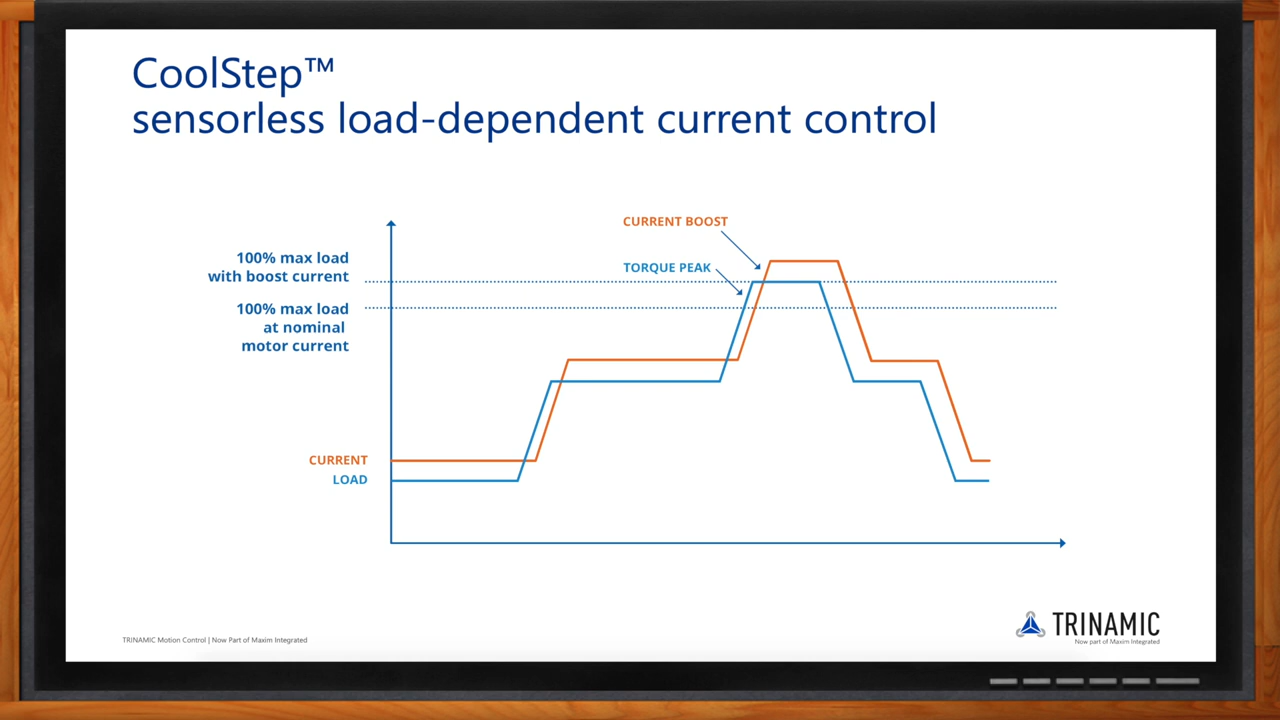 CoolStep™
sensorless load-dependent current control
CURRENT BOOST
TORQUE PEAK
100% max load
with boost current
100% max load
at nominal
motor current
CURRENT
LOAD
TRINAMIC Motion Control | Now Part of Maxim Integrated
TRINAMIC
Now part of Maxim Integrated